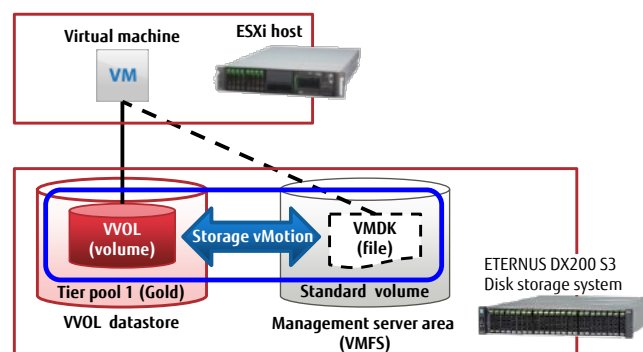 Virtual machine
ESXi host
VM
VVOL
(volume)
Storage vMotion
VMDK
(file)
Tier pool 1 (Gold)
Standard volume
VVOL datastore
Management server area
(VMFS)
ETERNUS DX200 S3
Disk storage system